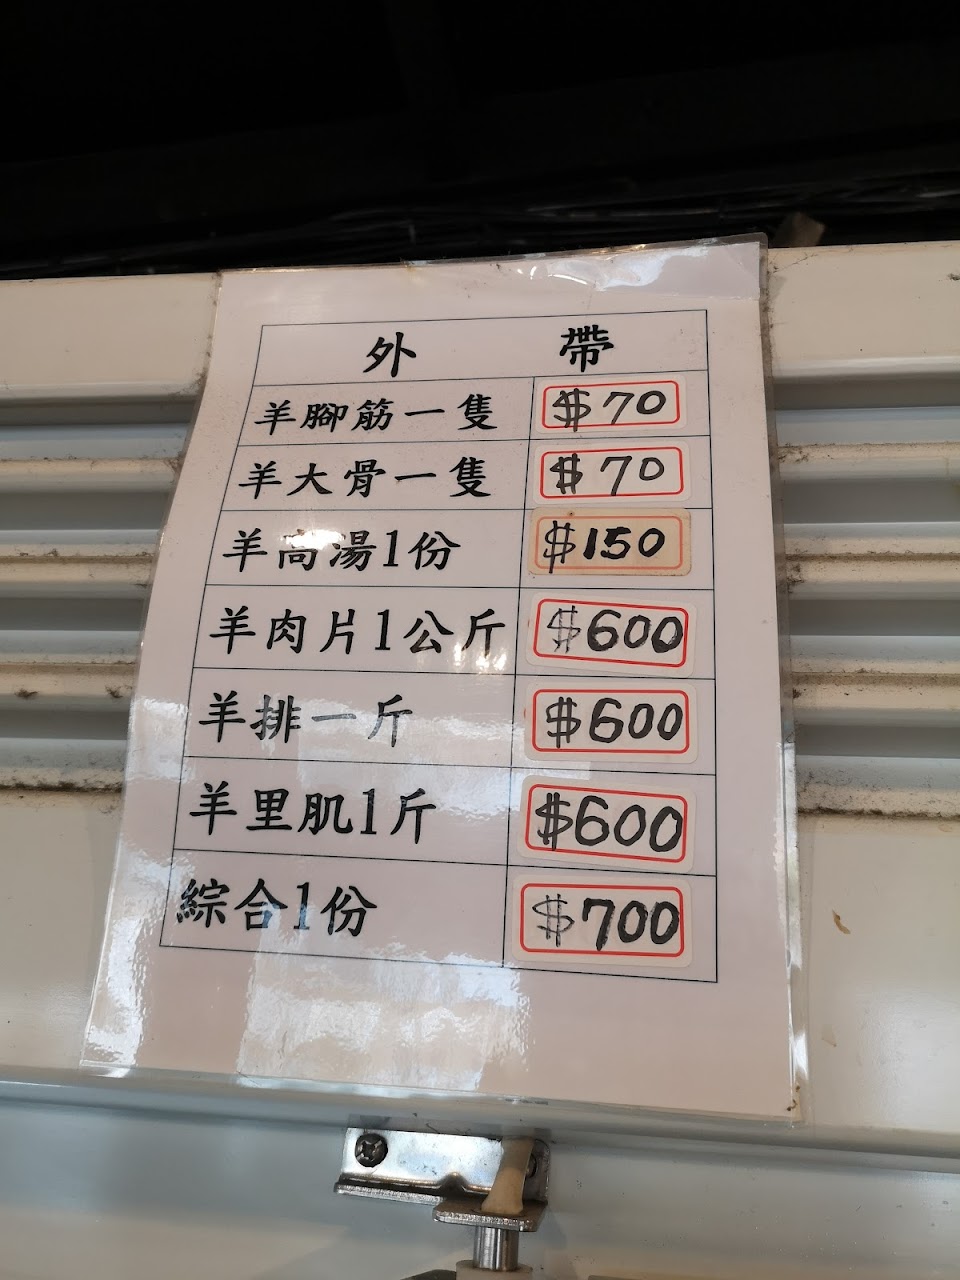 外 帶
羊腳筋一隻 $70
羊大骨一隻 $70
羊高湯1份 $150
羊肉片1公斤 $600
羊排一斤 $600
羊里肌1斤 $600
綜合1份 $700